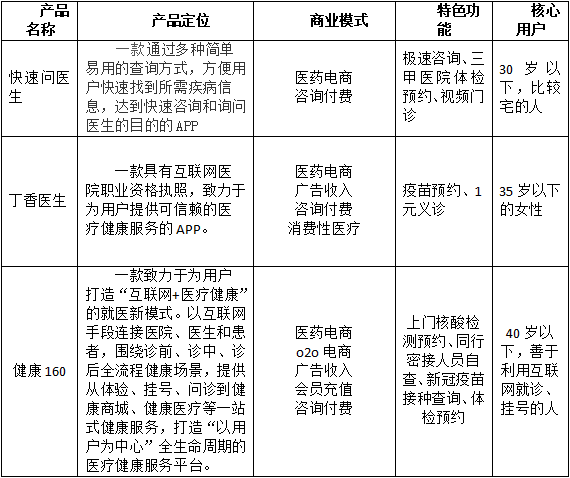 产品名称
产品定位
商业模式
特色功能
核心用户
快速问医生
一款通过多种简单
易用的查询方式，方便用
户快速找到所需疾病信
息，达到快速咨询和询问
医生的目的的 APP
医药电商
咨询付费
极速咨询、三
甲医院体检
预约、视频门
诊
30 岁以
下，比较
宅的人
丁香医生
一款具有互联网医
院职业资格执照，致力于
为用户提供可信赖的医
疗健康服务的 APP。
医药电商
广告收入
咨询付费
消费性医疗
疫苗预约、1
元义诊
35 岁以下
的女性
健康 160
一款致力于为用户
打造“互联网+医疗健康”
的就医新模式。以互联网
手段连接医院、医生和患
者，围绕诊前、诊中、诊
后全流程健康场景，提供
从体验、挂号、问诊到健
康商城、健康医疗等一站
式健康服务，打造“以用
户为中心”全生命周期的
医疗健康服务平台。
医药电商
o2o 电商
广告收入
会员充值
咨询付费
上门核酸检
测预约、同行
密接人员自
查、新冠疫苗
接种查询、体
检预约
40 岁以
下，善于
利用互联
网就诊、
挂号的人